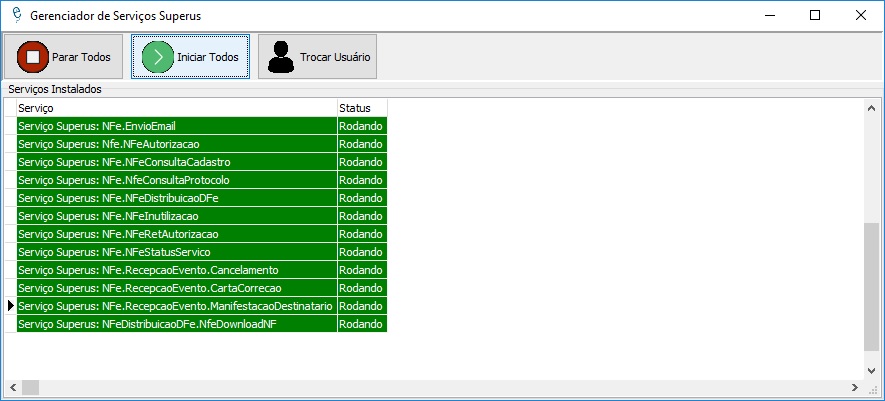 Gerenciador de Serviços Superus
Parar Todos Iniciar Todos Trocar Usuário
Serviços Instalados
Serviço Status
Serviço Superus: NFe.EnvioEmail Rodando
Serviço Superus: Nfe.NFeAutorizacao Rodando
Serviço Superus: NFe.NFeConsultaCadastro Rodando
Serviço Superus: NFe.NfeConsultaProtocolo Rodando
Serviço Superus: NFe.NFeDistribuicaoDFe Rodando
Serviço Superus: NFe.NFeInutilizacao Rodando
Serviço Superus: NFe.NFeRetAutorizacao Rodando
Serviço Superus: NFe.NFeStatusServico Rodando
Serviço Superus: NFe.RecepcaoEvento.Cancelamento Rodando
Serviço Superus: NFe.RecepcaoEvento.CartaCorrecao Rodando
Serviço Superus: NFe.RecepcaoEvento.ManifestacaoDestinatario Rodando
Serviço Superus: NFeDistribuicaoDFe.NfeDownloadNF Rodando